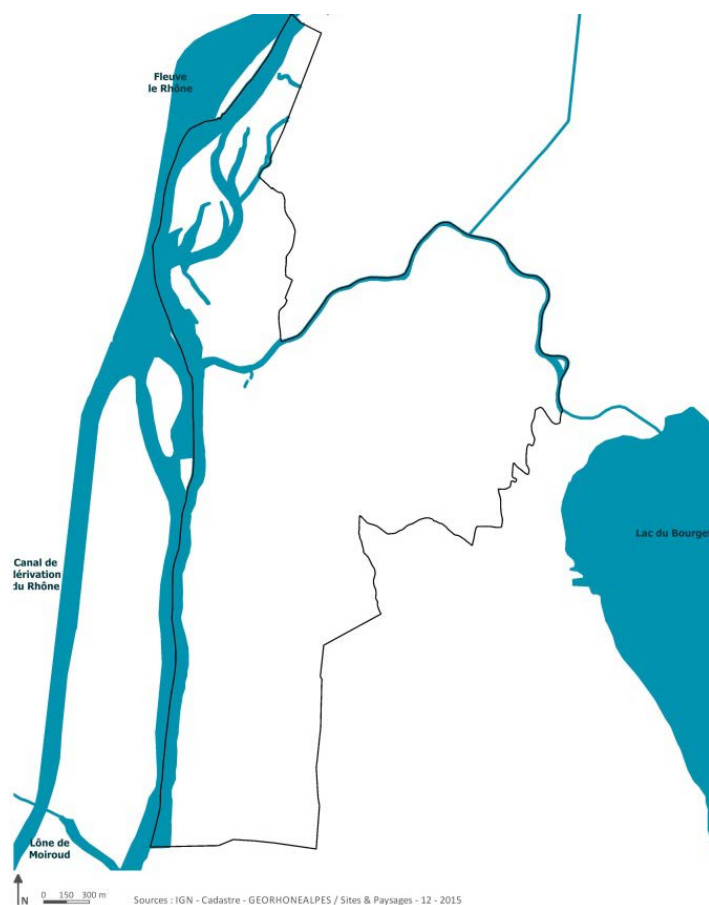 Fleuve
le Rhône
Lac du Bourget
Canal de
dérivation
du Rhône
Lône de
Moiroud
N
0 150 300 m
Sources : IGN - Cadastre - GEORHONEALPES / Sites & Paysages - 12 - 2015